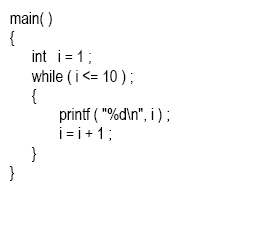 main( )
{
int i = 1 ;
while ( i <= 10 ) ;
{
printf ( "%d\n", i ) ;
i = i + 1 ;
}
}